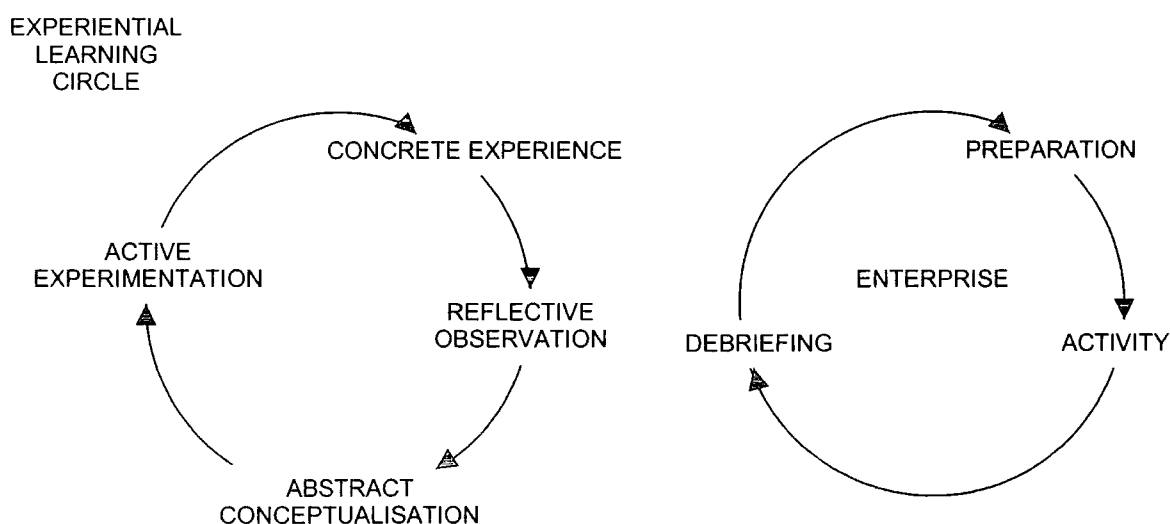 EXPERIENTIAL
LEARNING
CIRCLE
CONCRETE EXPERIENCE
REFLECTIVE
OBSERVATION
ABSTRACT
CONCEPTUALISATION
ACTIVE
EXPERIMENTATION
PREPARATION
ENTERPRISE
ACTIVITY
DEBRIEFING